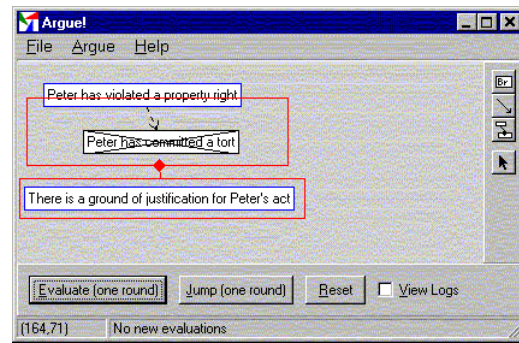 Argue!
File Argue Help
Peter has violated a property right
Br
Peter has committed a tort
There is a ground of justification for Peter's act
Evaluate (one round) Jump (one round) Reset View Logs
(164,71) No new evaluations